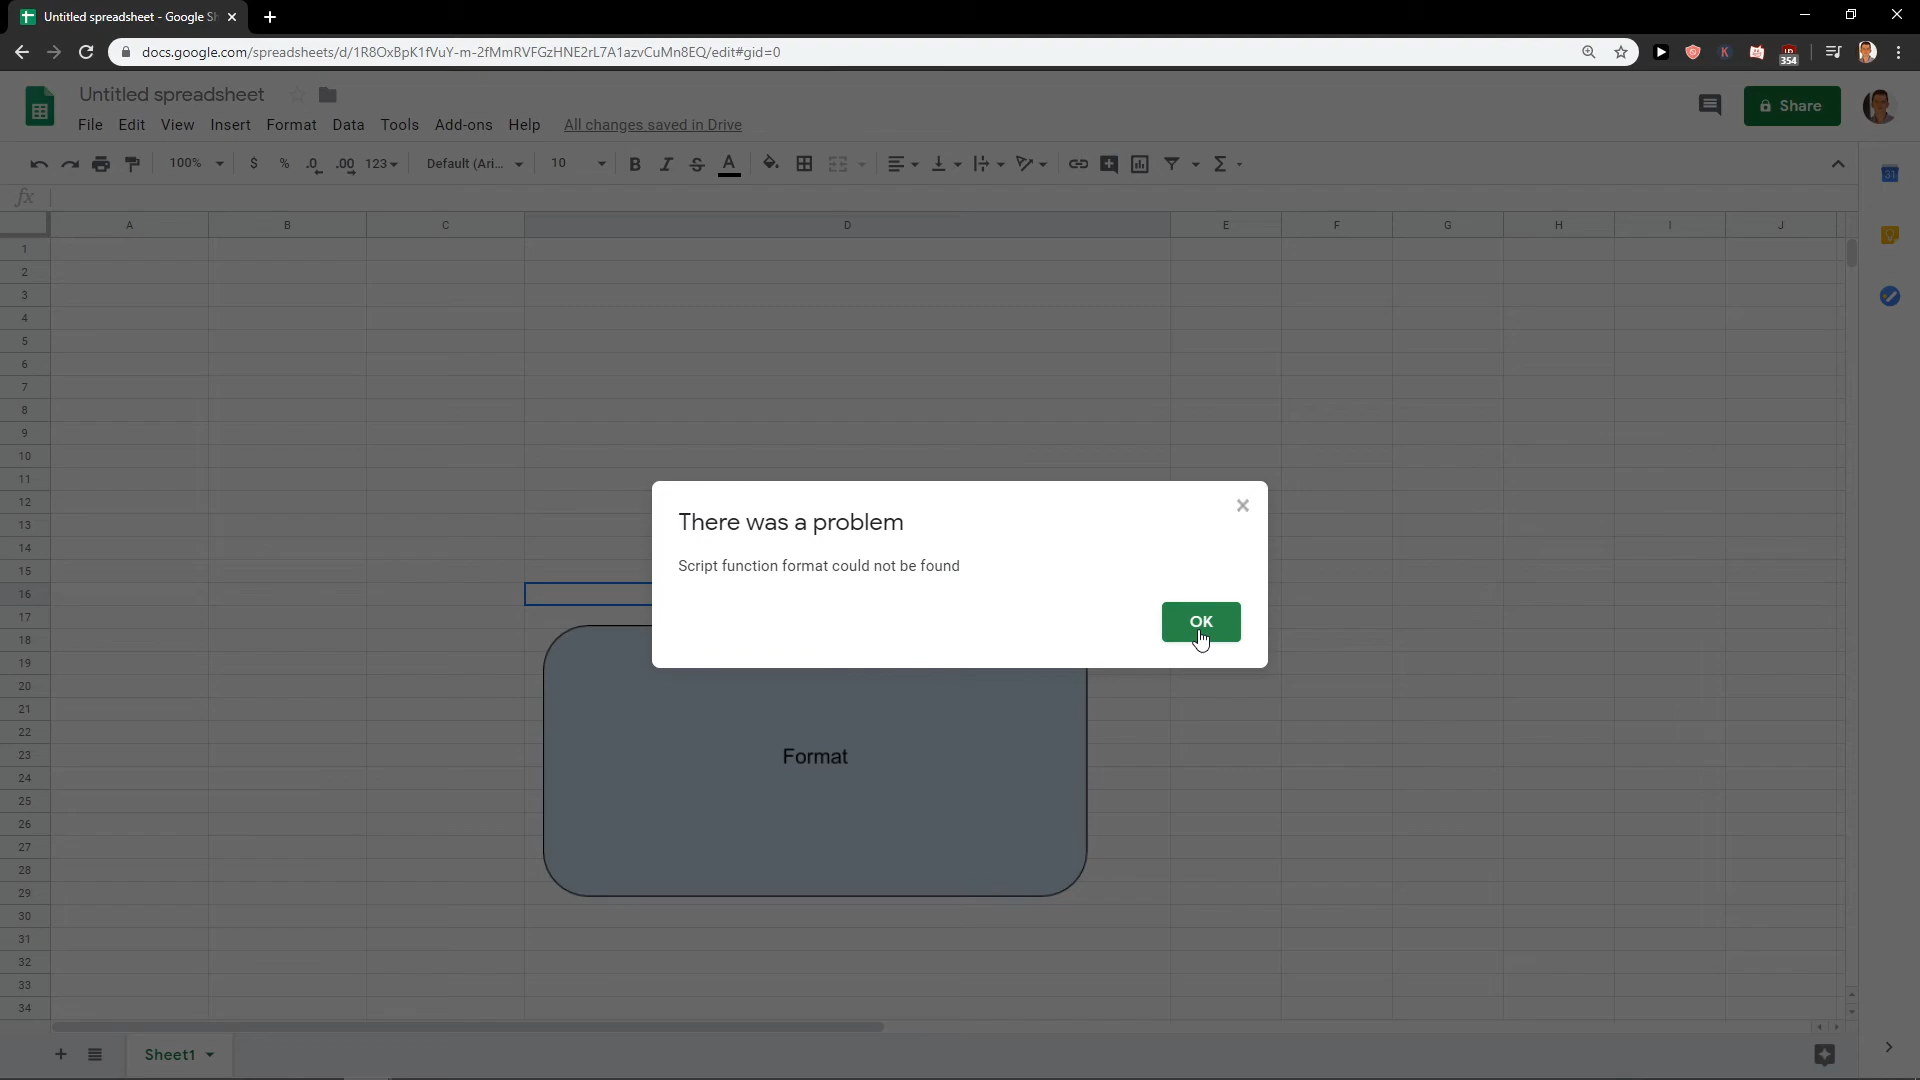 Untitled spreadsheet - Google Sh
docs.google.com/spreadsheets/d/1R8OxBpK1fVuY-m-2fMmRVFGzHNE2rL7A1azvCuMn8EQ/edit#gid=0
K
354
Untitled spreadsheet
File Edit View Insert Format Data Tools Add-ons Help All changes saved in Drive
Share
100% $ % .0 .00 123 Default (Ari... 10 B I S A Σ
31
fx
A B C D E F G H I J
1
2
3
4
5
6
7
8
9
10
11
12
13
14
15
16
17
18
19
20
21
22
23
24
25
26
27
28
29
30
31
32
33
34
There was a problem
Script function format could not be found
OK
Format
Sheet1